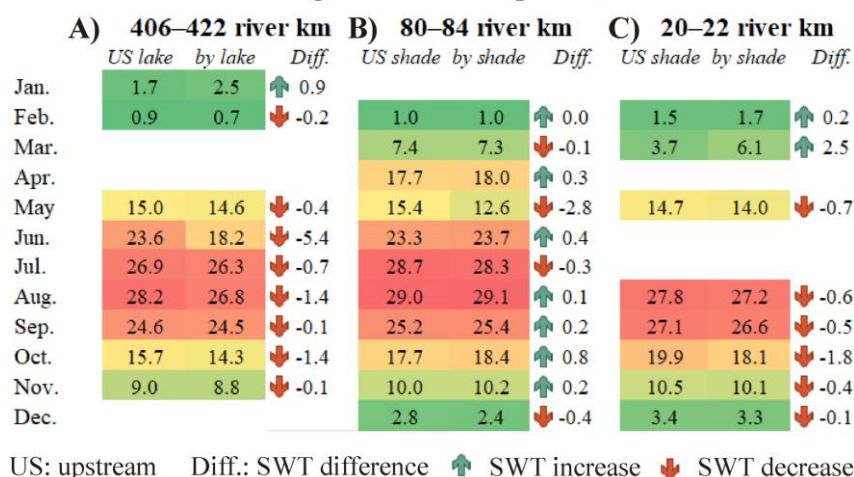 A) 406–422 river km B) 80–84 river km C) 20–22 river km
US lake by lake Diff. US shade by shade Diff. US shade by shade Diff.
Jan. 1.7 2.5 0.9
Feb. 0.9 0.7 -0.2 1.0 1.0 0.0 1.5 1.7 0.2
Mar. 7.4 7.3 -0.1 3.7 6.1 2.5
Apr. 17.7 18.0 0.3
May 15.0 14.6 -0.4 15.4 12.6 -2.8 14.7 14.0 -0.7
Jun. 23.6 18.2 -5.4 23.3 23.7 0.4
Jul. 26.9 26.3 -0.7 28.7 28.3 -0.3
Aug. 28.2 26.8 -1.4 29.0 29.1 0.1 27.8 27.2 -0.6
Sep. 24.6 24.5 -0.1 25.2 25.4 0.2 27.1 26.6 -0.5
Oct. 15.7 14.3 -1.4 17.7 18.4 0.8 19.9 18.1 -1.8
Nov. 9.0 8.8 -0.1 10.0 10.2 0.2 10.5 10.1 -0.4
Dec. 2.8 2.4 -0.4 3.4 3.3 -0.1
US: upstream Diff.: SWT difference SWT increase SWT decrease